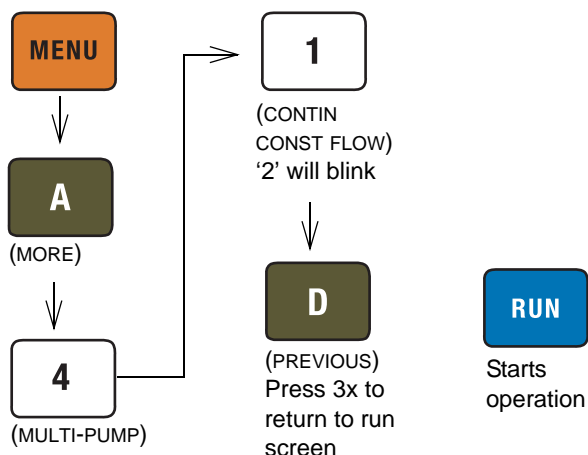 MENU
A
(MORE)
4
(MULTI-PUMP)
1
(CONTIN
CONST FLOW)
‘2’ will blink
D
(PREVIOUS)
Press 3x to
return to run
screen
RUN
Starts
operation